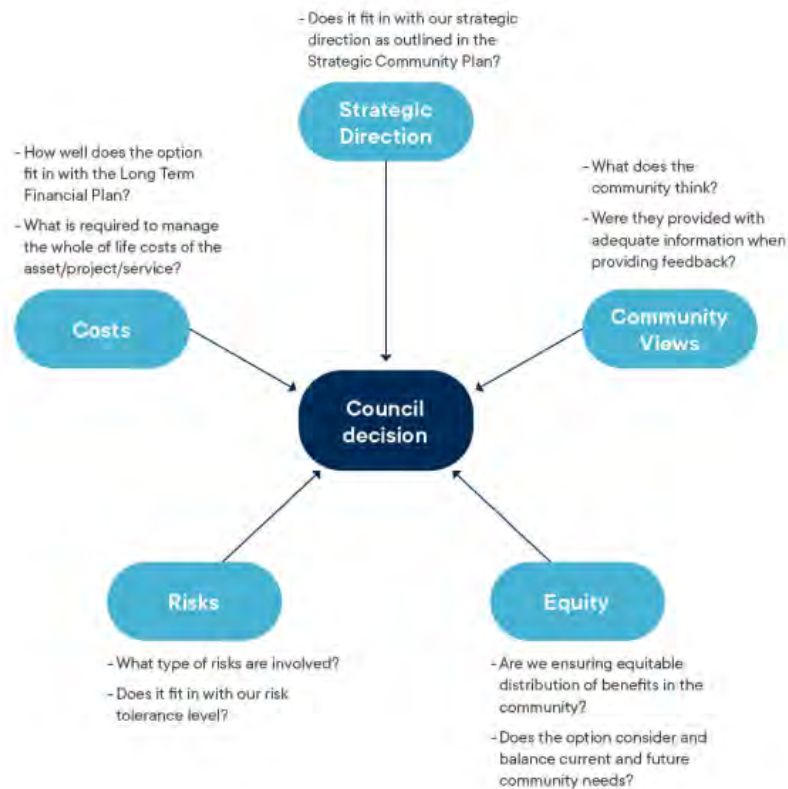 - Does it fit in with our strategic
direction as outlined in the
Strategic Community Plan?
Strategic
Direction
- How well does the option
fit in with the Long Term
Financial Plan?
- What is required to manage
the whole of life costs of the
asset/project/service?
Costs
- What does the
community think?
- Were they provided with
adequate information when
providing feedback?
Community
Views
Council
decision
Risks
- What type of risks are involved?
- Does it fit in with our risk
tolerance level?
Equity
- Are we ensuring equitable
distribution of benefits in the
community?
- Does the option consider and
balance current and future
community needs?